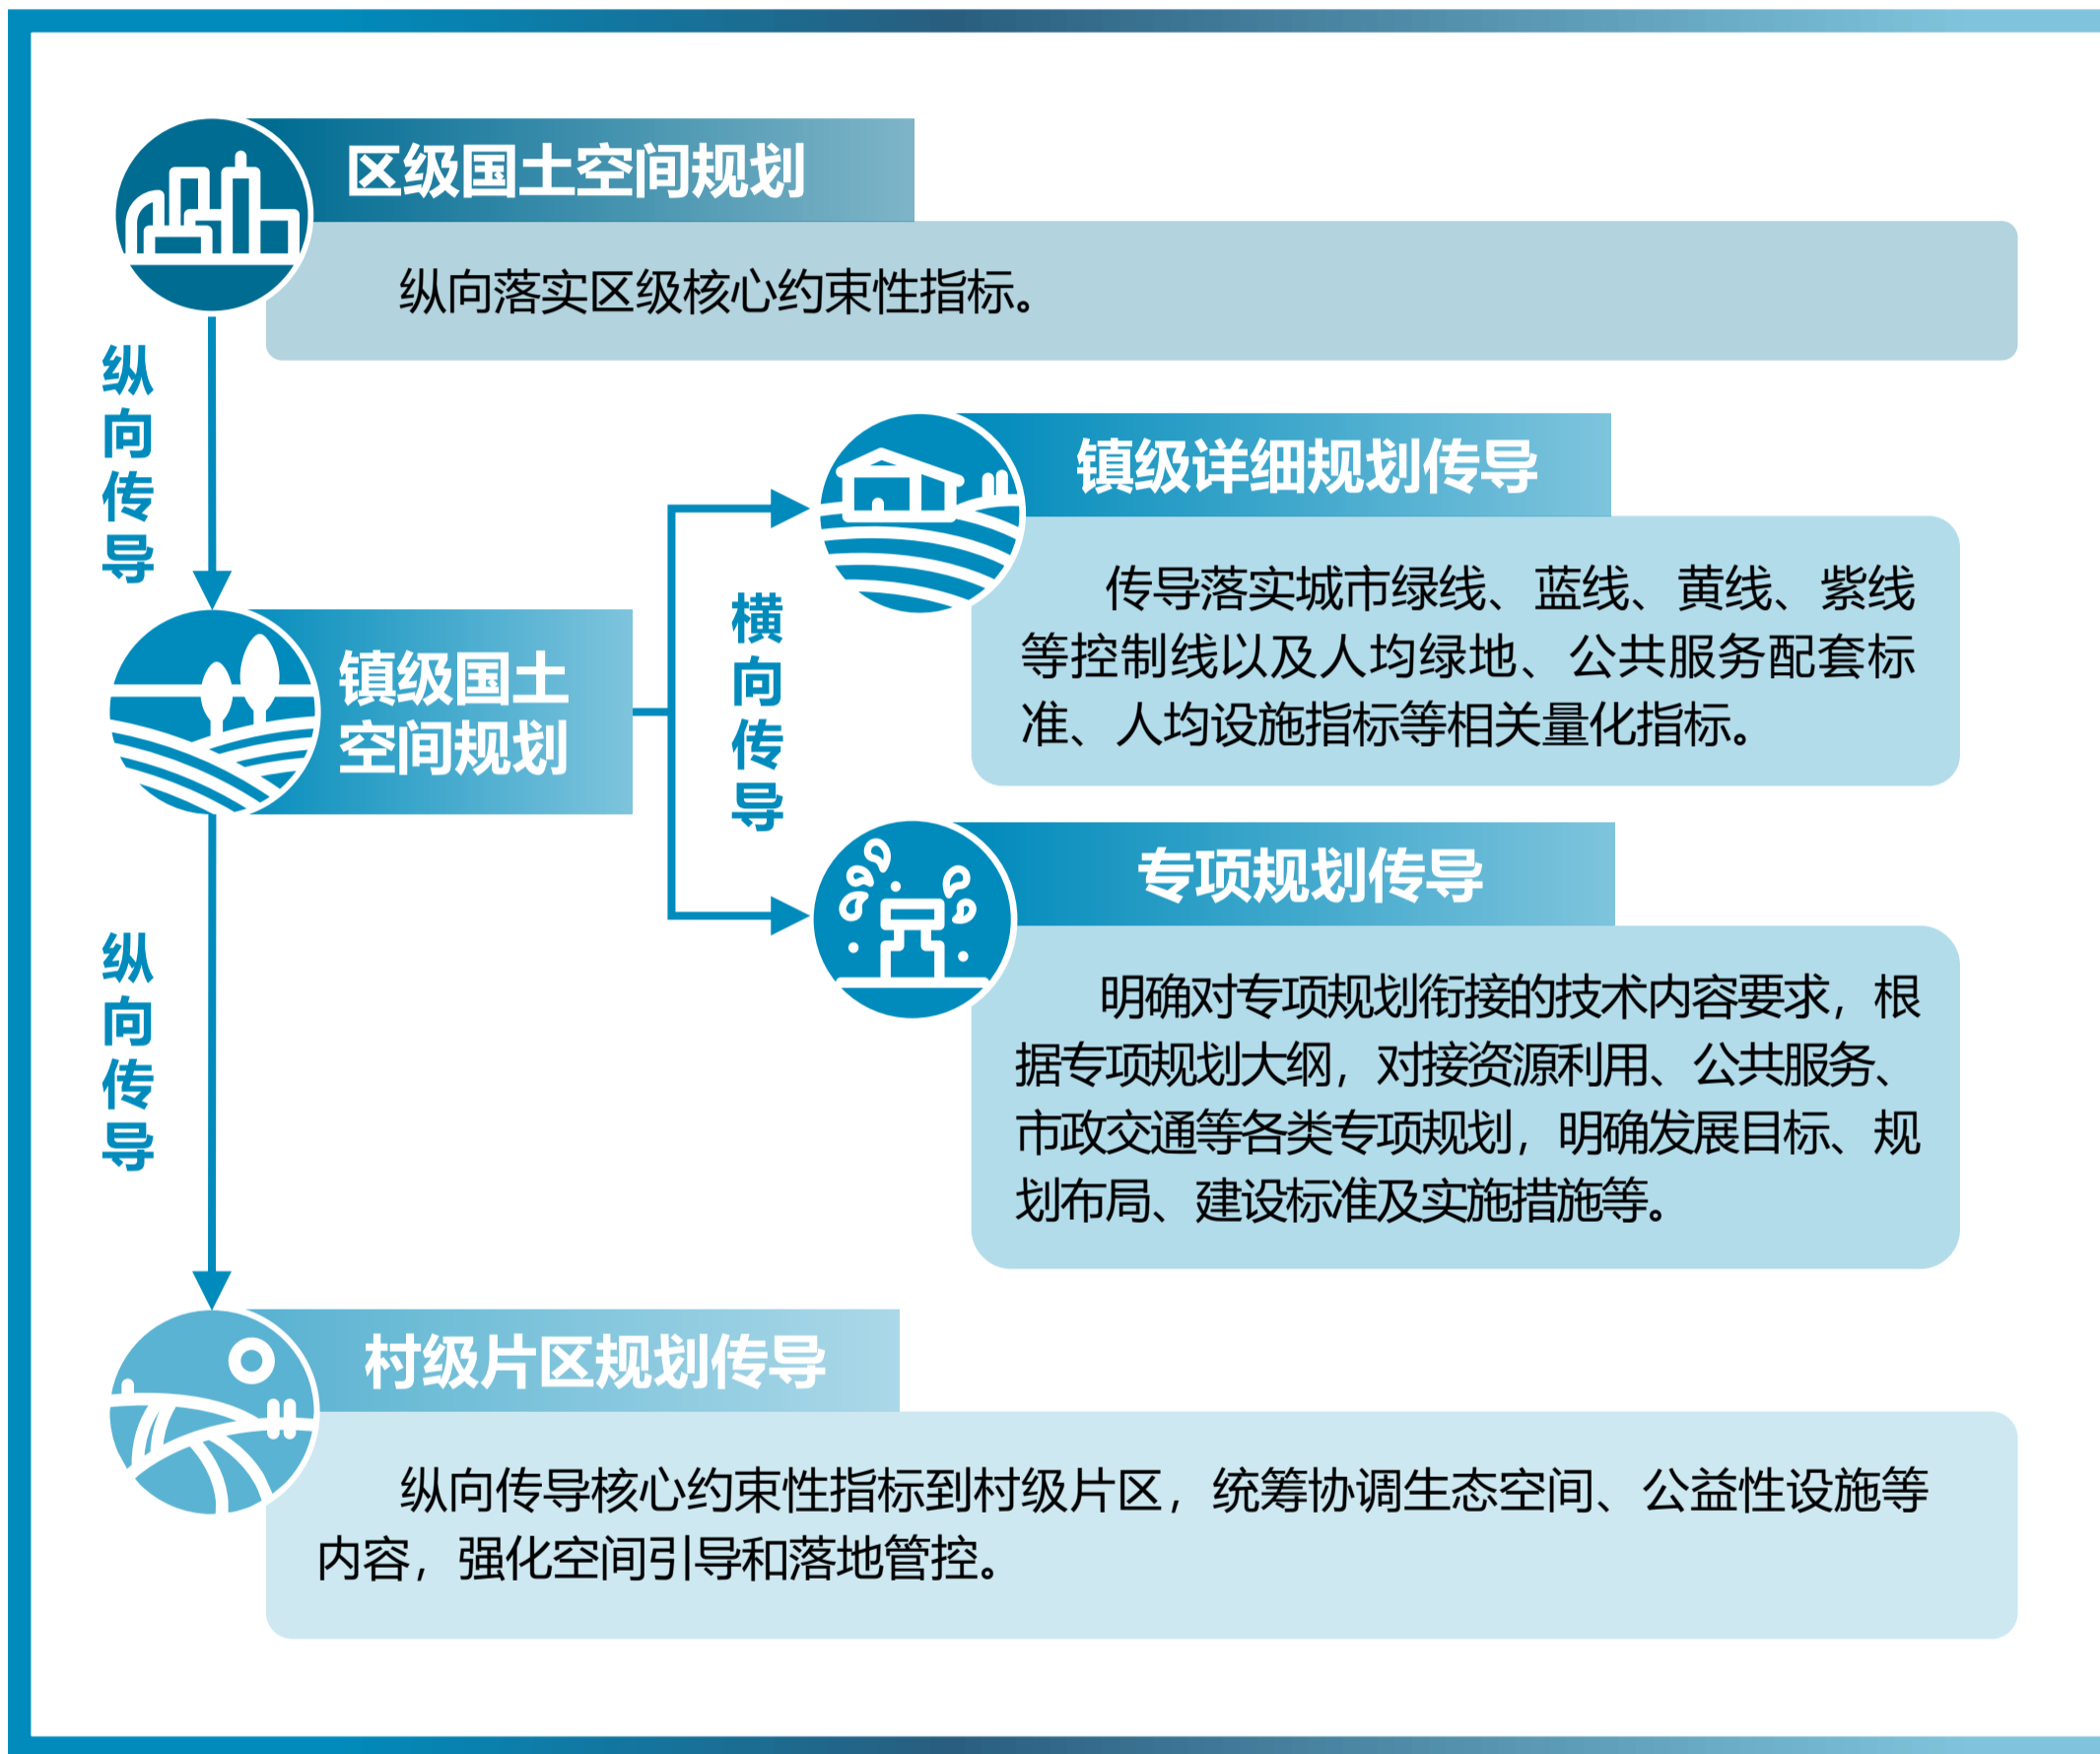 区级国土空间规划
纵向落实区级核心约束性指标。
纵向传导
镇级详细规划传导
传导落实城市绿线、蓝线、黄线、紫线
等控制线以及人均绿地、公共服务配套标
准、人均设施指标等相关量化指标。
镇级国土
空间规划
横向传导
专项规划传导
明确对专项规划衔接的技术内容要求，根
据专项规划大纲，对接资源利用、公共服务、
市政交通等各类专项规划，明确发展目标、规
划布局、建设标准及实施措施等。
纵向传导
村级片区规划传导
纵向传导核心约束性指标到村级片区，统筹协调生态空间、公益性设施等
内容，强化空间引导和落地管控。